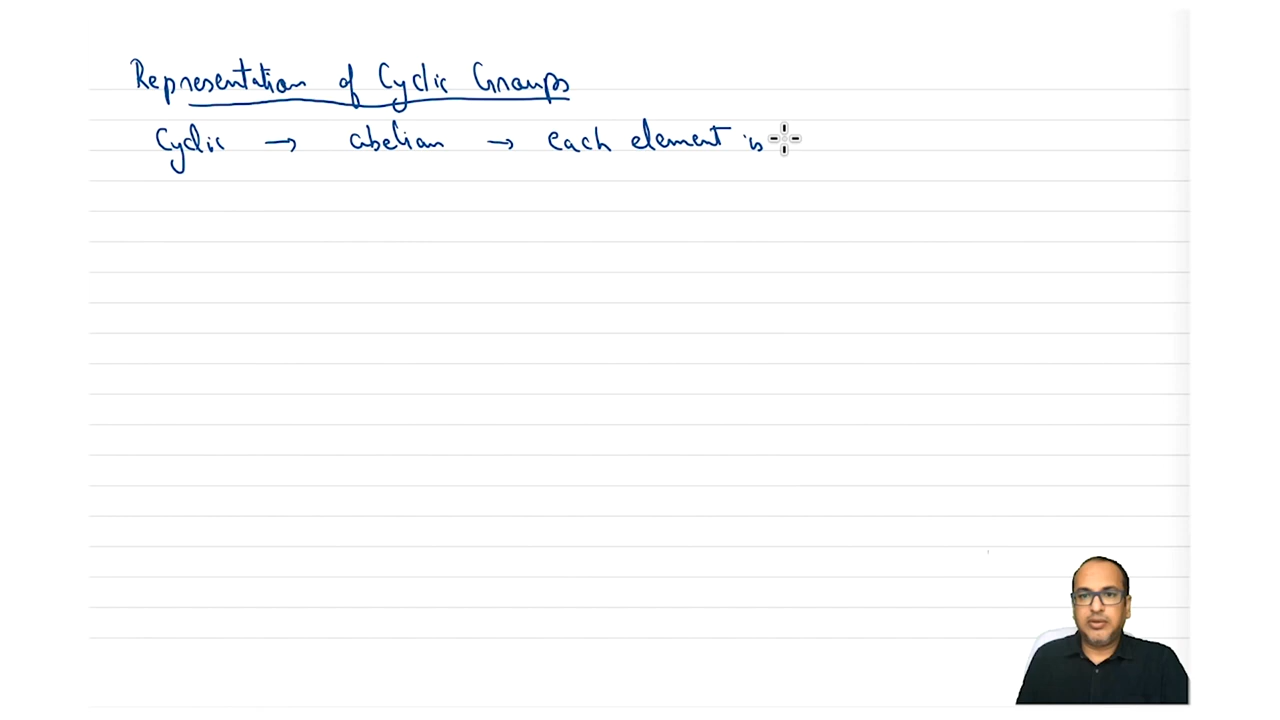 Representation of Cyclic Groups
Cyclic → abelian → each element is